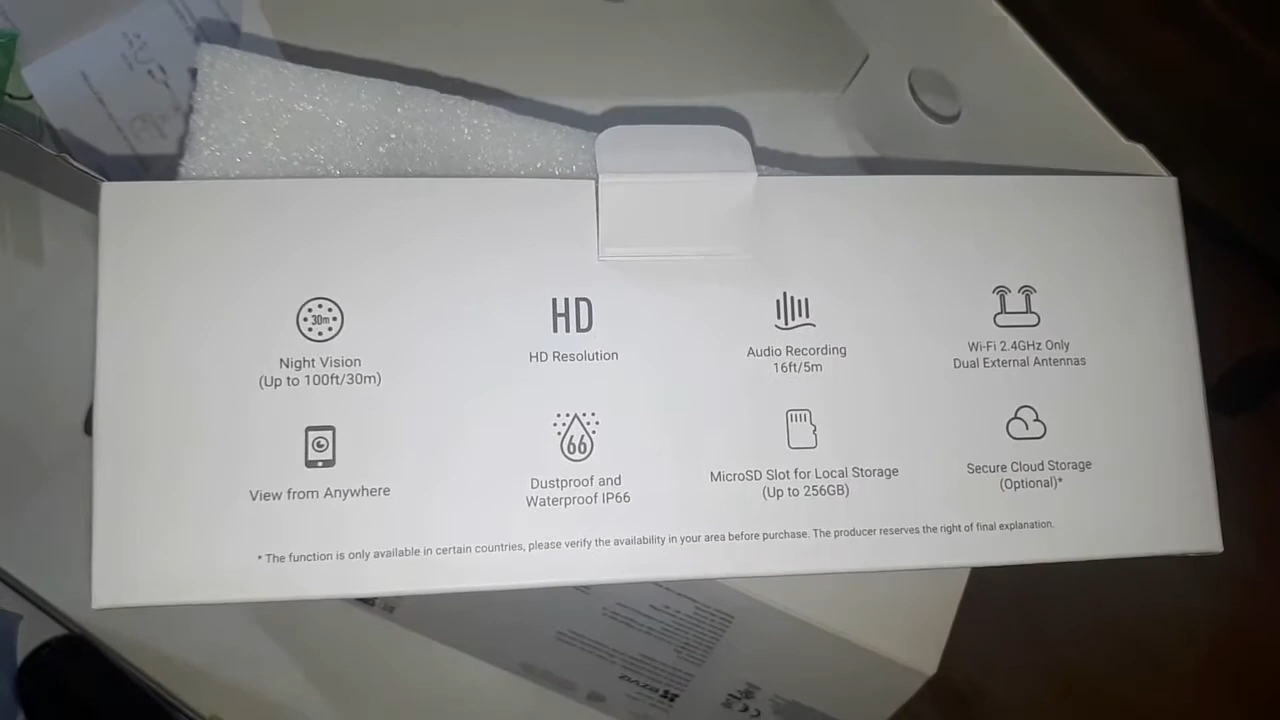 30m
Night Vision
(Up to 100ft/30m)
HD
HD Resolution
Audio Recording
16ft/5m
Wi-Fi 2.4GHz Only
Dual External Antennas
View from Anywhere
66
Dustproof and
Waterproof IP66
MicroSD Slot for Local Storage
(Up to 256GB)
Secure Cloud Storage
(Optional)*
* The function is only available in certain countries, please verify the availability in your area before purchase. The producer reserves the right of final explanation.
EZVIZ
CE